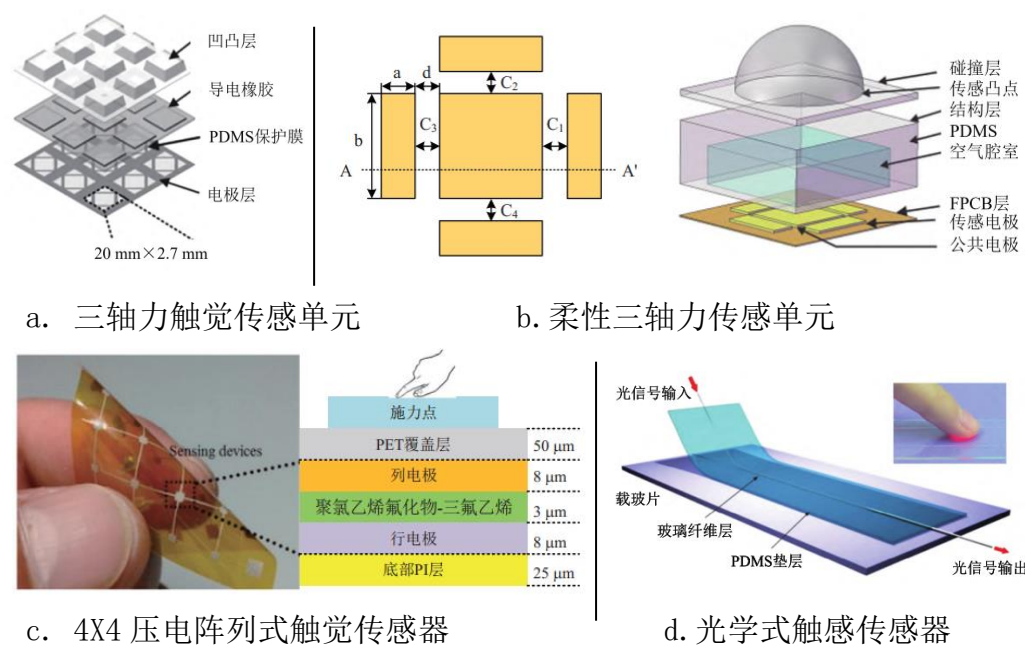 凹凸层
导电橡胶
PDMS保护膜
电极层
20 mm×2.7 mm
a
d
C2
b
C3
C1
A
A'
C4
碰撞层
传感凸点
结构层
PDMS
空气腔室
FPCB层
传感电极
公共电极
a. 三轴力触觉传感单元
b.柔性三轴力传感单元
Sensing devices
施力点
PET覆盖层
50 μm
列电极
8 μm
聚氯乙烯氟化物-三氟乙烯
3 μm
行电极
8 μm
底部PI层
25 μm
光信号输入
载玻片
玻璃纤维层
PDMS垫层
光信号输出
c. 4X4 压电阵列式触觉传感器
d.光学式触感传感器